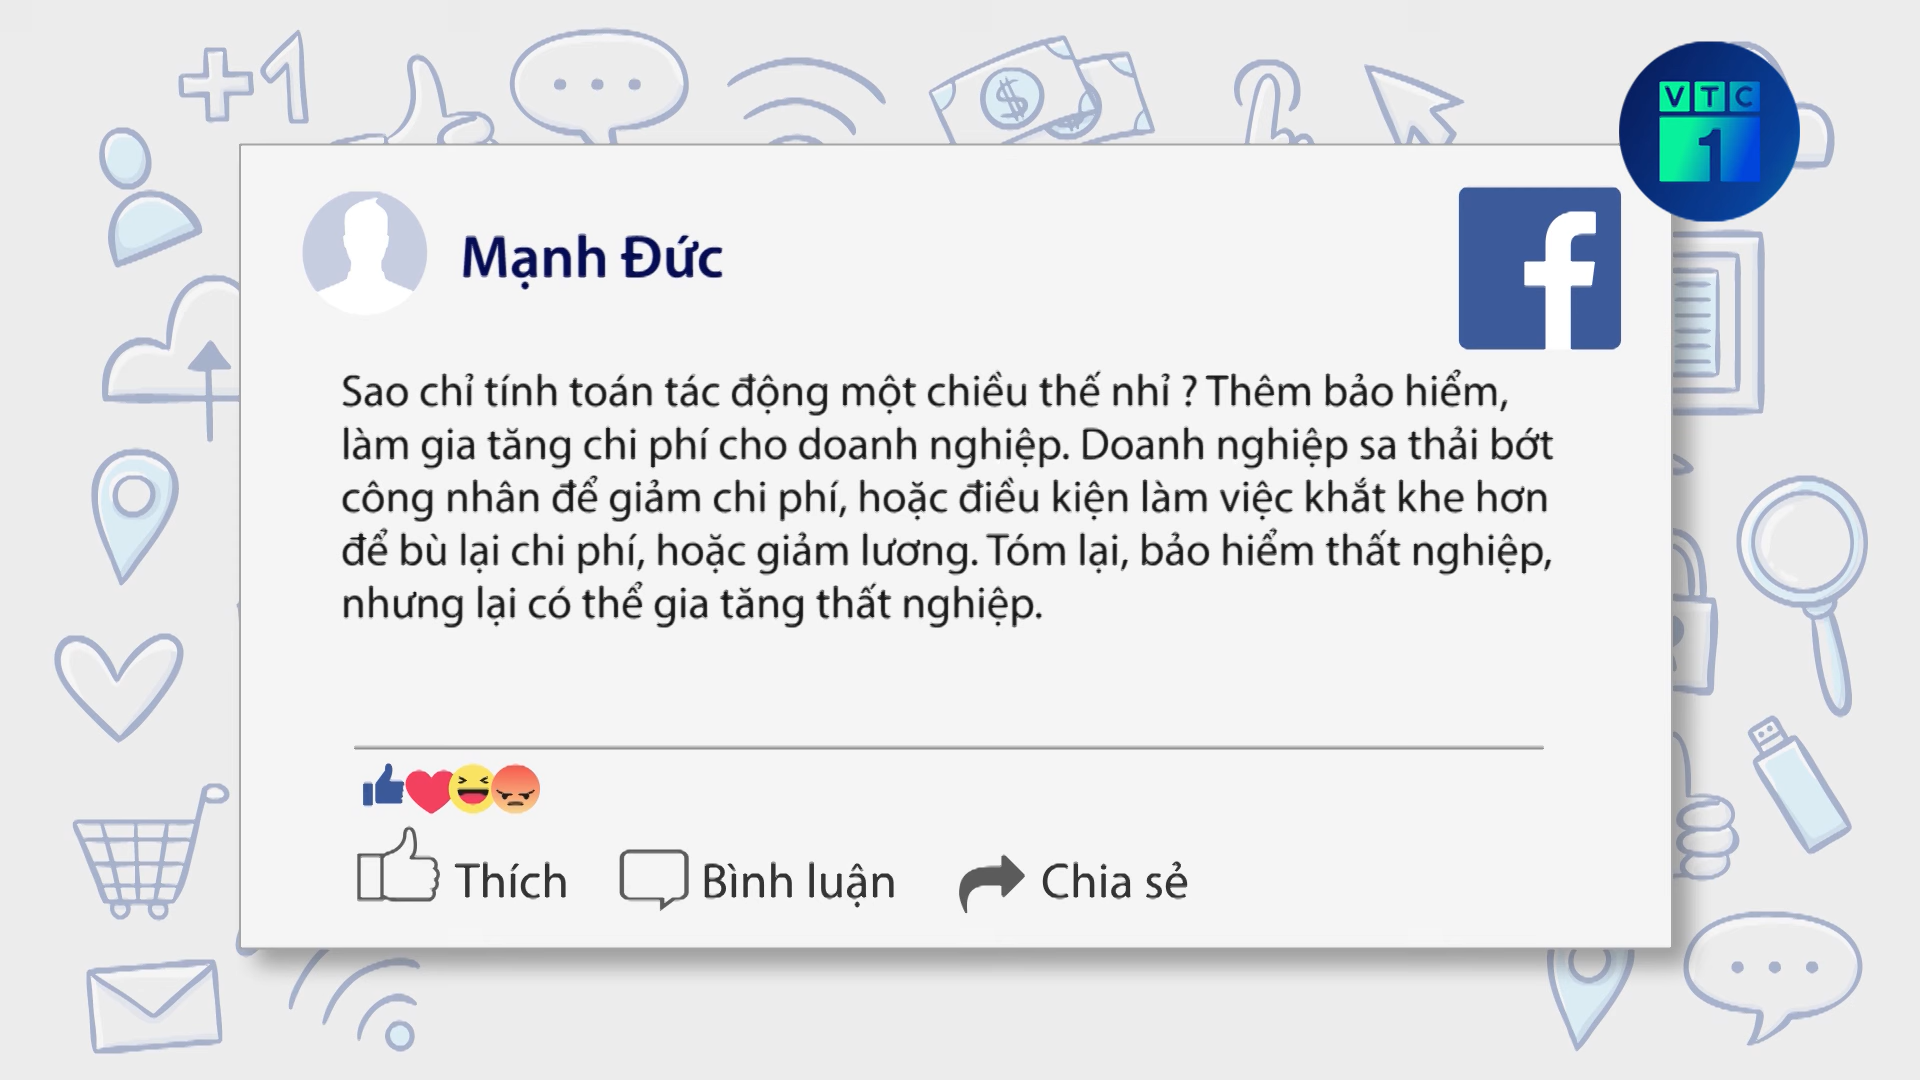 +1
VTC
1
Mạnh Đức
Sao chỉ tính toán tác động một chiều thế nhỉ ? Thêm bảo hiểm,
làm gia tăng chi phí cho doanh nghiệp. Doanh nghiệp sa thải bớt
công nhân để giảm chi phí, hoặc điều kiện làm việc khắt khe hơn
để bù lại chi phí, hoặc giảm lương. Tóm lại, bảo hiểm thất nghiệp,
nhưng lại có thể gia tăng thất nghiệp.
Thích Bình luận Chia sẻ